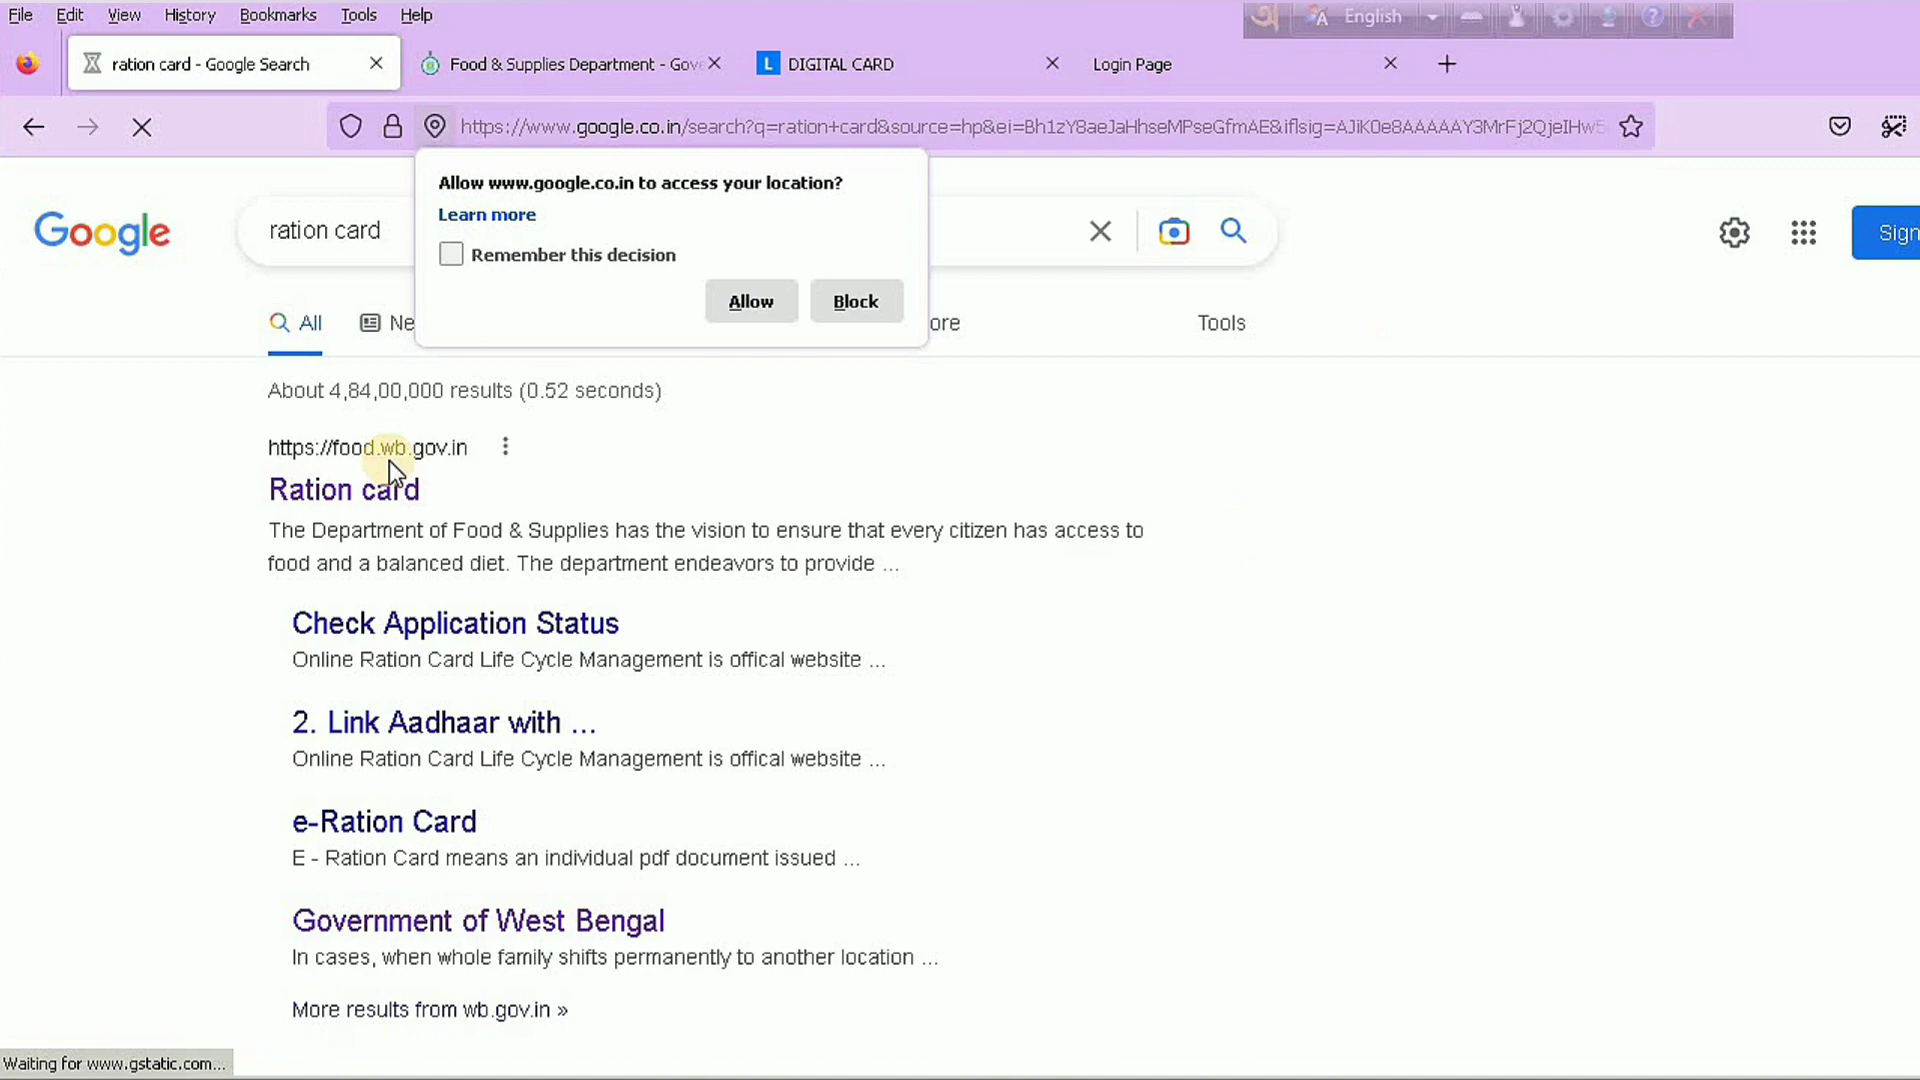 File Edit View History Bookmarks Tools Help
English
ration card - Google Search
Food & Supplies Department - Gov
L DIGITAL CARD
Login Page
https://www.google.co.in/search?q=ration+card&source=hp&ei=Bh1zY8aeJaHhseMPseGfmAE&iflsig=AJiK0e8AAAAAY3MrFj2QjeIHw5
Allow www.google.co.in to access your location?
Learn more
Remember this decision
Allow Block
Google
ration card
Sign
All
Ne
ore
Tools
About 4,84,00,000 results (0.52 seconds)
https://food.wb.gov.in
Ration card
The Department of Food & Supplies has the vision to ensure that every citizen has access to
food and a balanced diet. The department endeavors to provide ...
Check Application Status
Online Ration Card Life Cycle Management is offical website ...
2. Link Aadhaar with ...
Online Ration Card Life Cycle Management is offical website ...
e-Ration Card
E - Ration Card means an individual pdf document issued ...
Government of West Bengal
In cases, when whole family shifts permanently to another location ...
More results from wb.gov.in »
Waiting for www.gstatic.com...